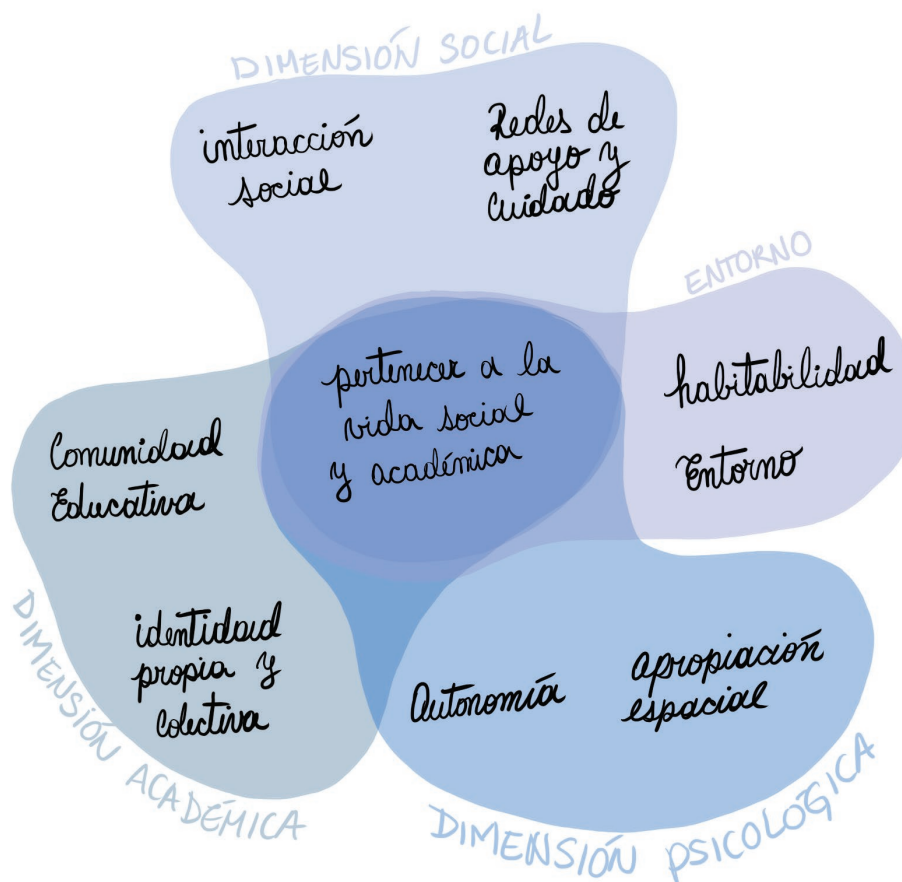 DIMENSIÓN SOCIAL
interacción
social
Redes de
apoyo y
Cuidado
ENTORNO
habitabilidad
Entorno
pertenecer a la
vida social
y académica
Comunidad
Educativa
identidad
propia y
Colectiva
DIMENSIÓN ACADÉMICA
Autonomía
apropiación
espacial
DIMENSIÓN PSICOLÓGICA